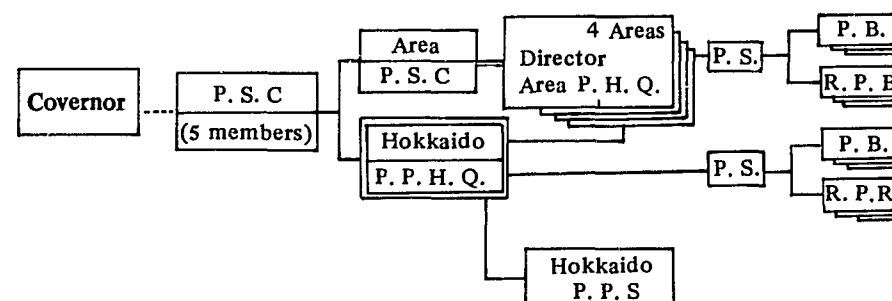 Covernor
P. S. C
(5 members)
Area
P. S. C
4 Areas
Director
Area P. H. Q.
P. S.
P. B.
R. P. B
Hokkaido
P. P. H. Q.
P. S.
P. B.
R. P. R
Hokkaido
P. P. S